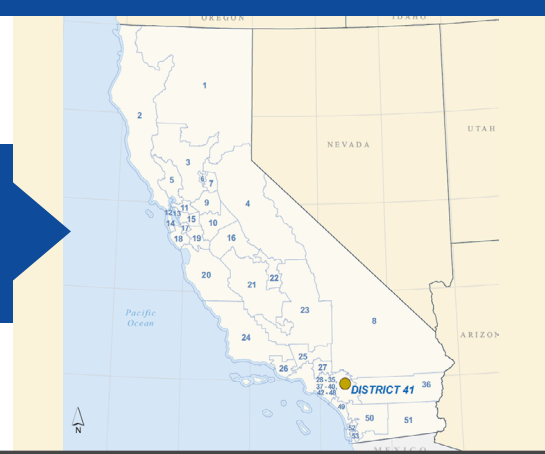 OREGON
IDAHO
1
2
UTAH
NEVADA
3
5
6
7
4
9
11
12
13
15
14
10
17
18
19
16
20
22
21
23
8
Pacific
Ocean
24
ARIZON
25
26
27
28 - 35,
37 - 40
42 - 48
36
DISTRICT 41
49
50
51
52
53
N
MEXICO